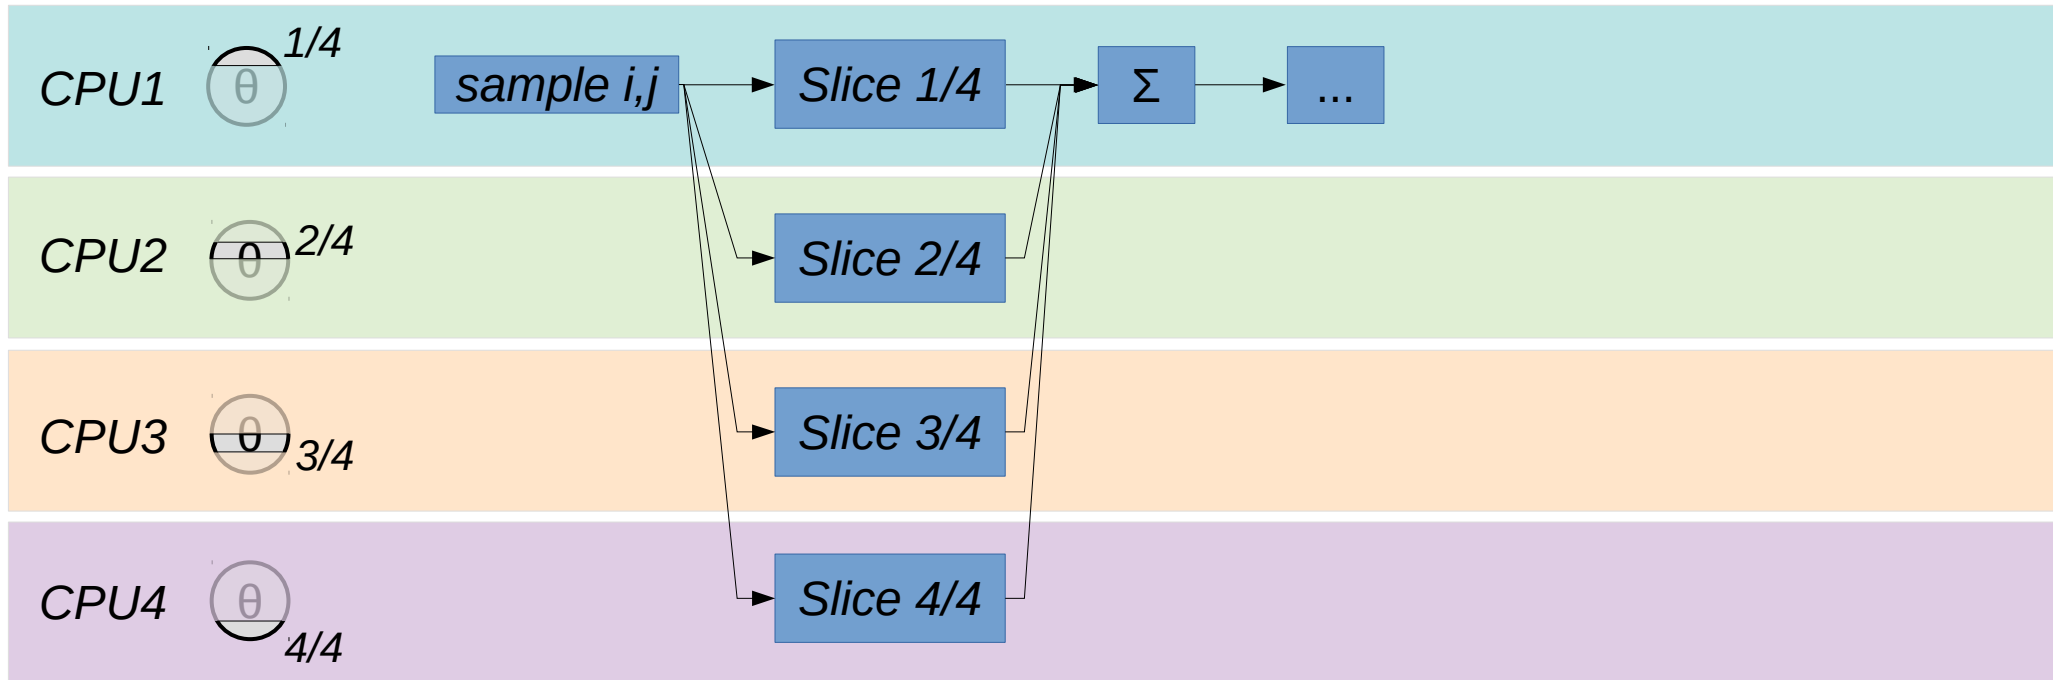 CPU1 θ 1/4 sample i,j Slice 1/4 Σ ...
CPU2 θ 2/4 Slice 2/4
CPU3 θ 3/4 Slice 3/4
CPU4 θ 4/4 Slice 4/4